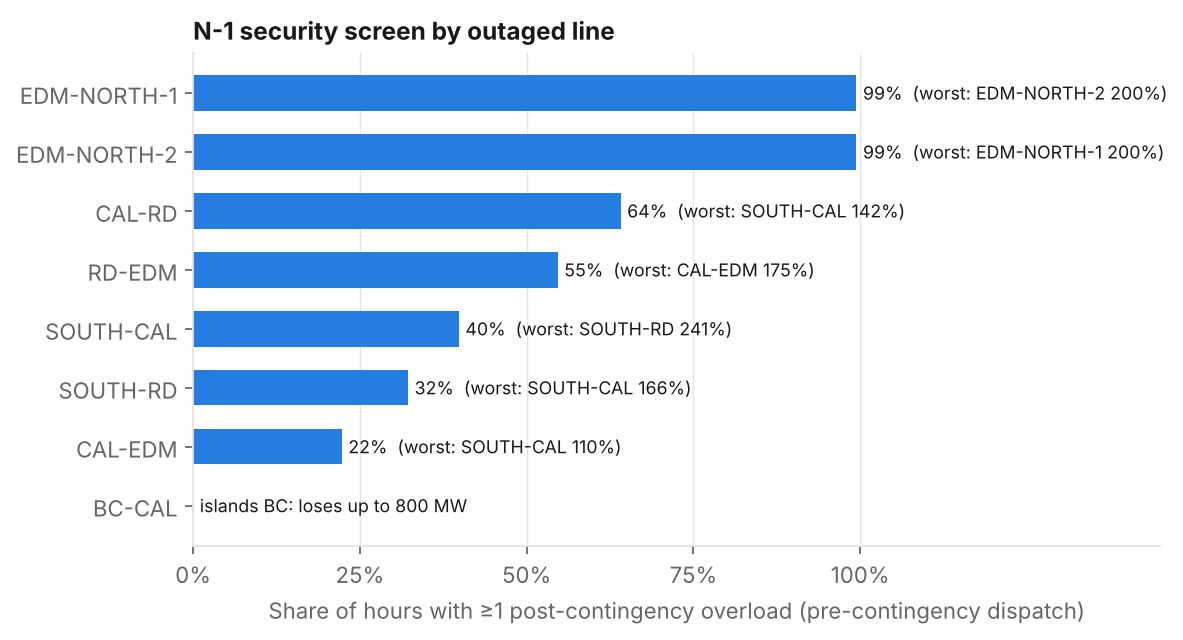 N-1 security screen by outaged line
EDM-NORTH-1 99% (worst: EDM-NORTH-2 200%)
EDM-NORTH-2 99% (worst: EDM-NORTH-1 200%)
CAL-RD 64% (worst: SOUTH-CAL 142%)
RD-EDM 55% (worst: CAL-EDM 175%)
SOUTH-CAL 40% (worst: SOUTH-RD 241%)
SOUTH-RD 32% (worst: SOUTH-CAL 166%)
CAL-EDM 22% (worst: SOUTH-CAL 110%)
BC-CAL islands BC: loses up to 800 MW
0% 25% 50% 75% 100%
Share of hours with ≥1 post-contingency overload (pre-contingency dispatch)